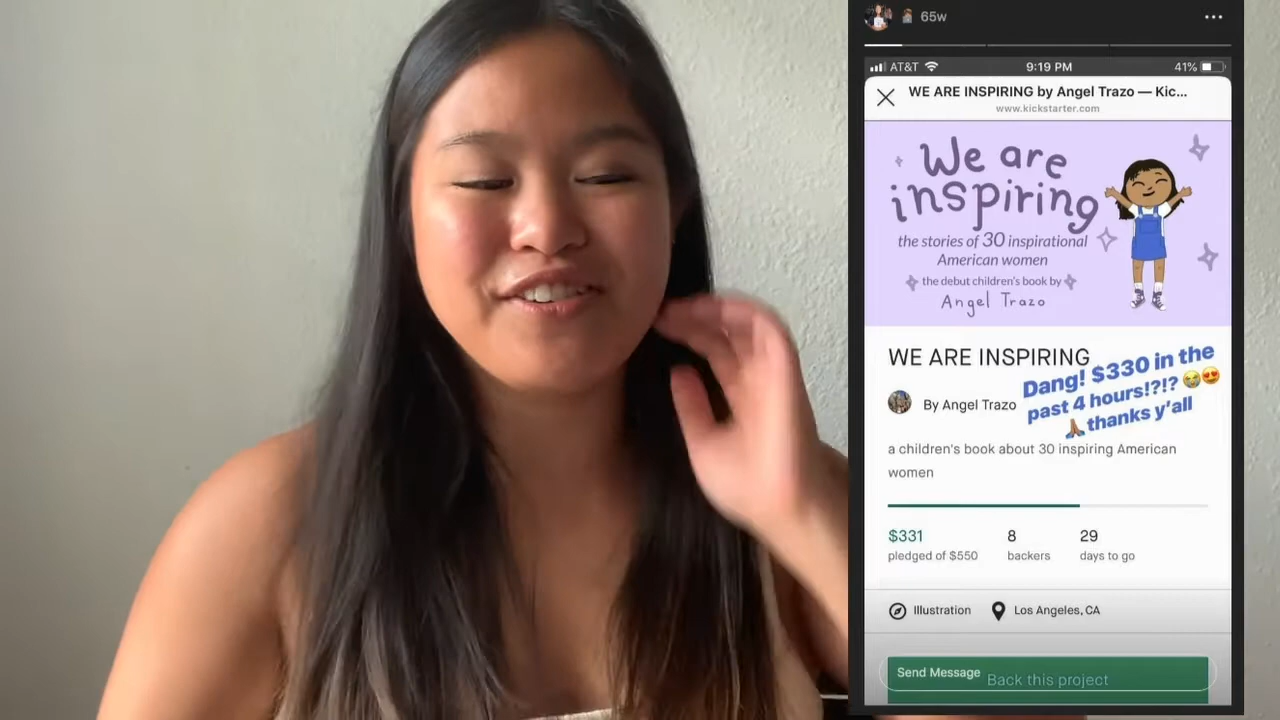 65w
AT&T 9:19 PM 41%
WE ARE INSPIRING by Angel Trazo — Kic...
www.kickstarter.com
We are
inspiring
the stories of 30 inspirational
American women
the debut children's book by
Angel Trazo
WE ARE INSPIRING
Dang! $330 in the
past 4 hours!?!? 😭😍
🙏🏽thanks y'all
By Angel Trazo
a children's book about 30 inspiring American
women
$331 8 29
pledged of $550 backers days to go
Illustration Los Angeles, CA
Send Message
Back this project